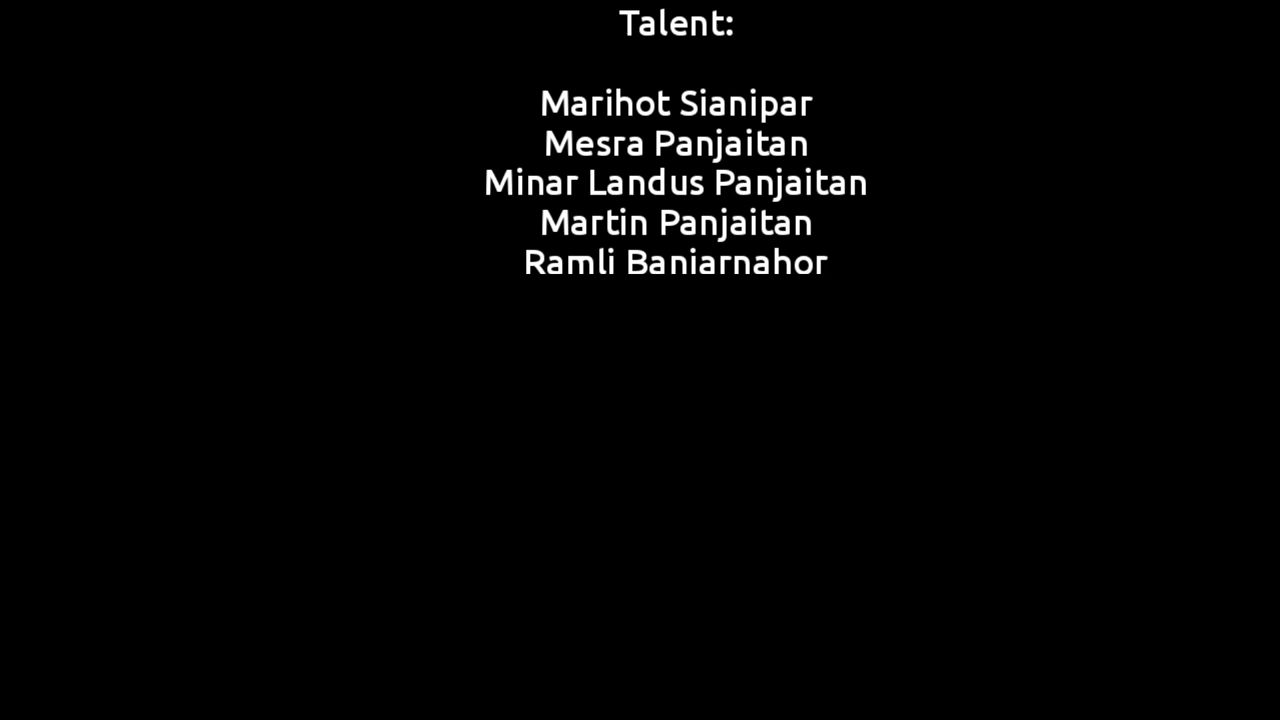 Talent:
Marihot Sianipar
Mesra Panjaitan
Minar Landus Panjaitan
Martin Panjaitan
Ramli Baniarnahor